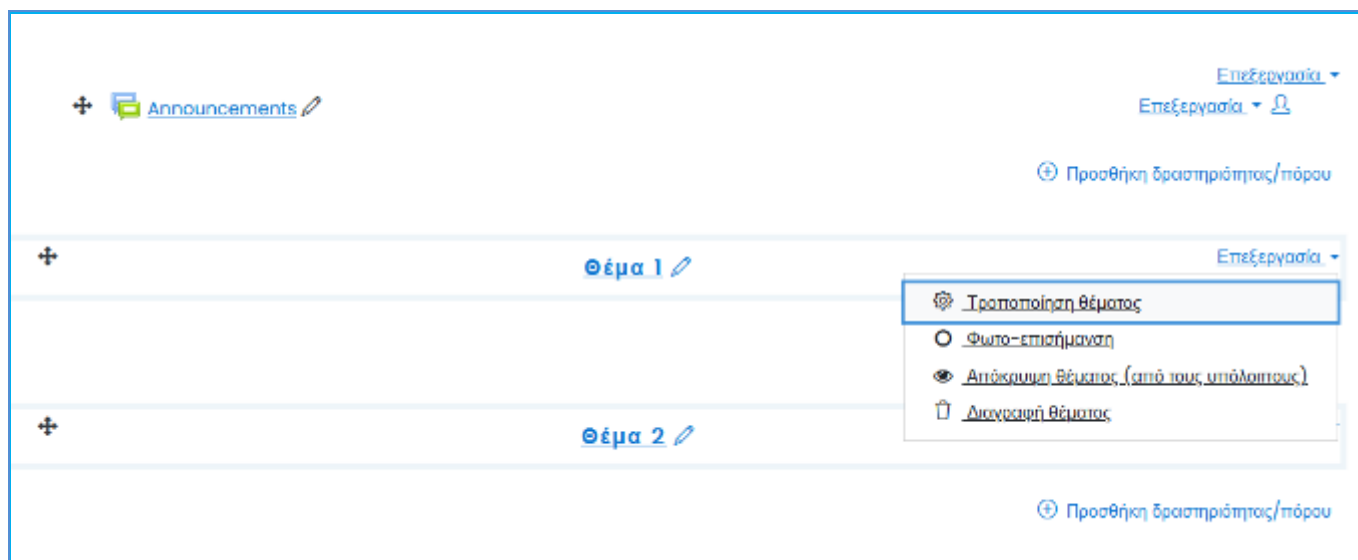 Επεξεργασία
Announcements Επεξεργασία
Προσθήκη δραστηριότητας/πόρου
Θέμα 1 Επεξεργασία
Τροποποίηση θέματος
Φωτο-επισήμανση
Απόκρυψη θέματος (από τους υπόλοιπους)
Διαγραφή θέματος
Θέμα 2
Προσθήκη δραστηριότητας/πόρου